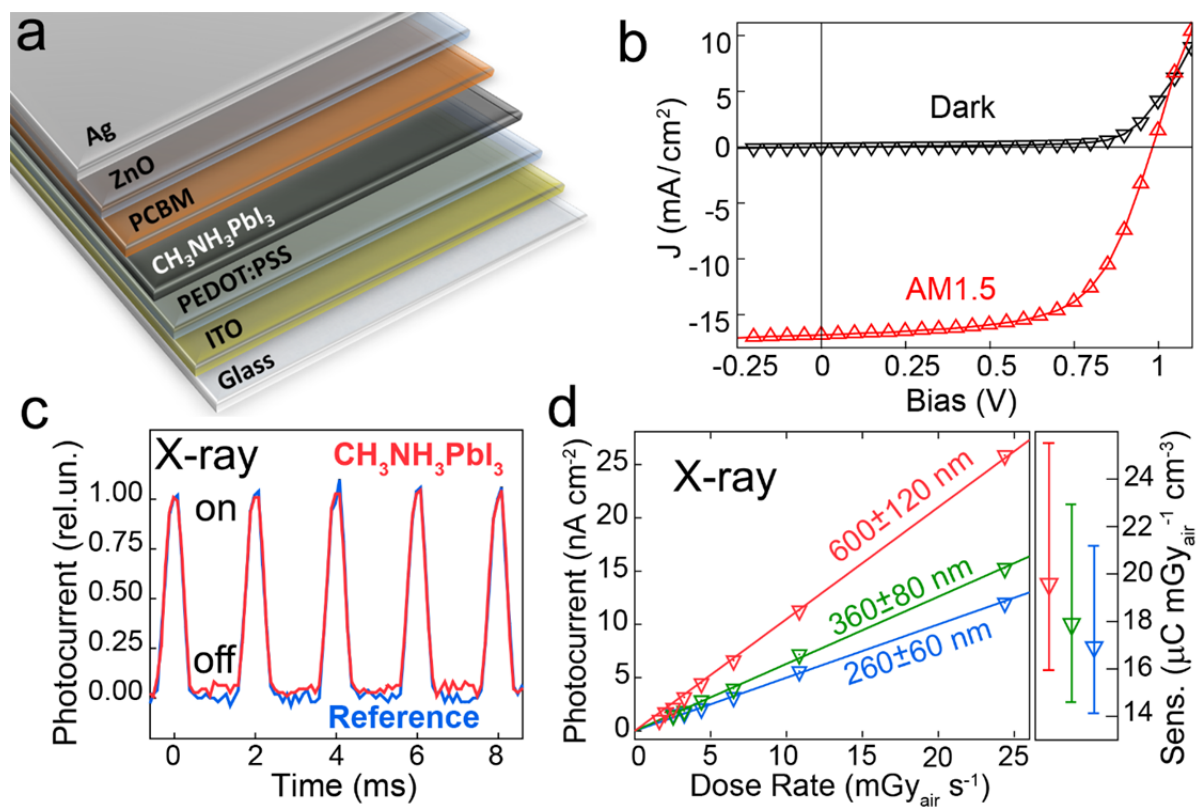 a
Ag
ZnO
PCBM
CH₃NH₃PbI₃
PEDOT:PSS
ITO
Glass
b
J (mA/cm²)
10
5
0
-5
-10
-15
Dark
AM1.5
-0.25 0 0.25 0.5 0.75 1
Bias (V)
c
X-ray
CH₃NH₃PbI₃
Photocurrent (rel.un.)
1.00
0.75
0.50
0.25
0.00
on
off
Reference
0 2 4 6 8
Time (ms)
d
X-ray
Photocurrent (nA cm⁻²)
25
20
15
10
5
0
600±120 nm
360±80 nm
260±60 nm
0 5 10 15 20 25
Dose Rate (mGy_air s⁻¹)
24
22
20
18
16
14
Sens. (µC mGy_air⁻¹ cm⁻³)